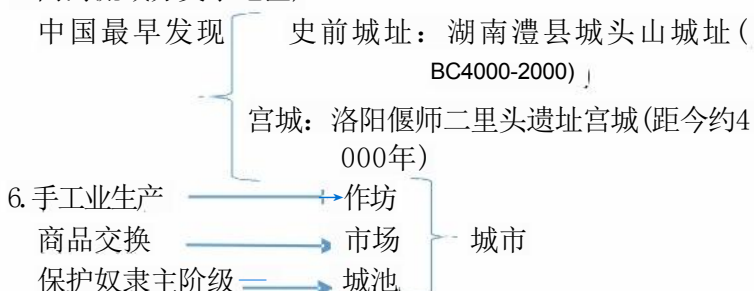 中国最早发现 史前城址：湖南澧县城头山城址(
BC4000-2000)
宫城：洛阳偃师二里头遗址宫城(距今约4
000年)
6.手工业生产 作坊
商品交换 市场 城市
保护奴隶主阶级 城池